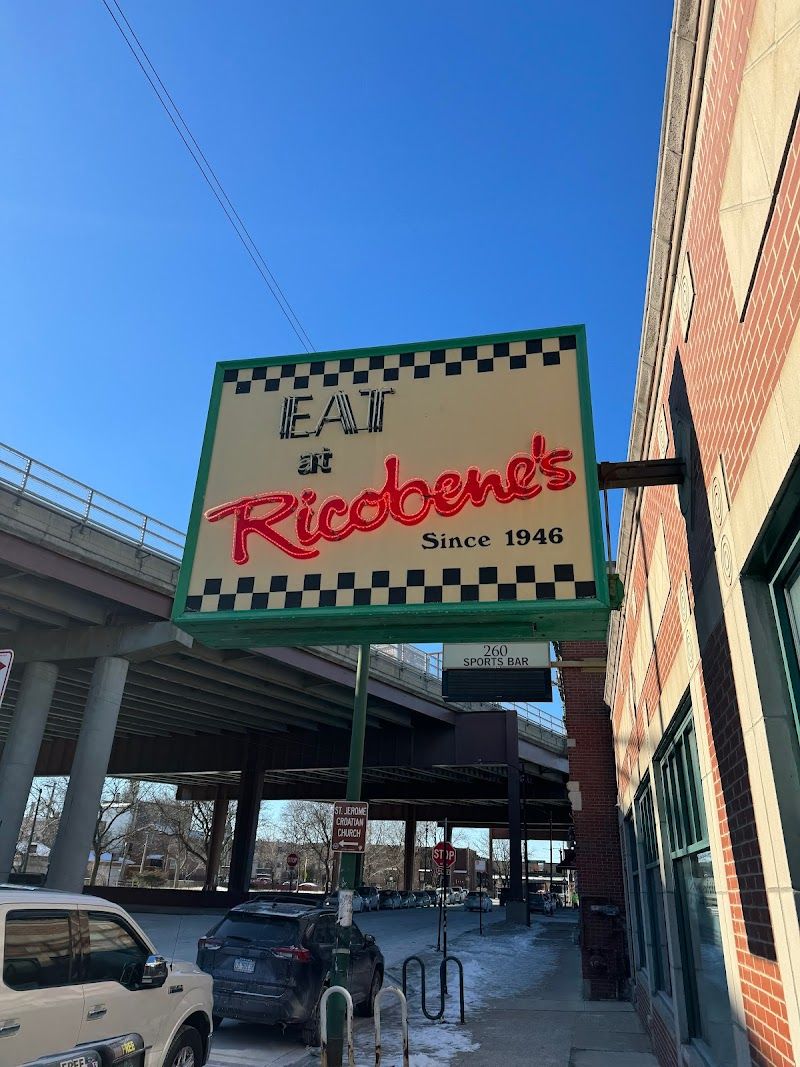 EAT
at
Ricobene's
Since 1946
260
SPORTS BAR
ST. JEROME
CROATIAN
CHURCH
STOP